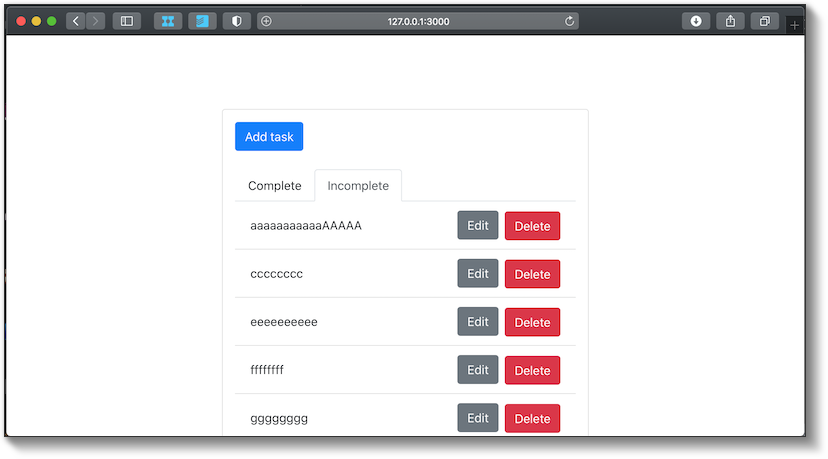 127.0.0.1:3000
Add task
Complete Incomplete
aaaaaaaaaaaAAAAA Edit Delete
cccccccc Edit Delete
eeeeeeeeee Edit Delete
ffffffff Edit Delete
gggggggg Edit Delete